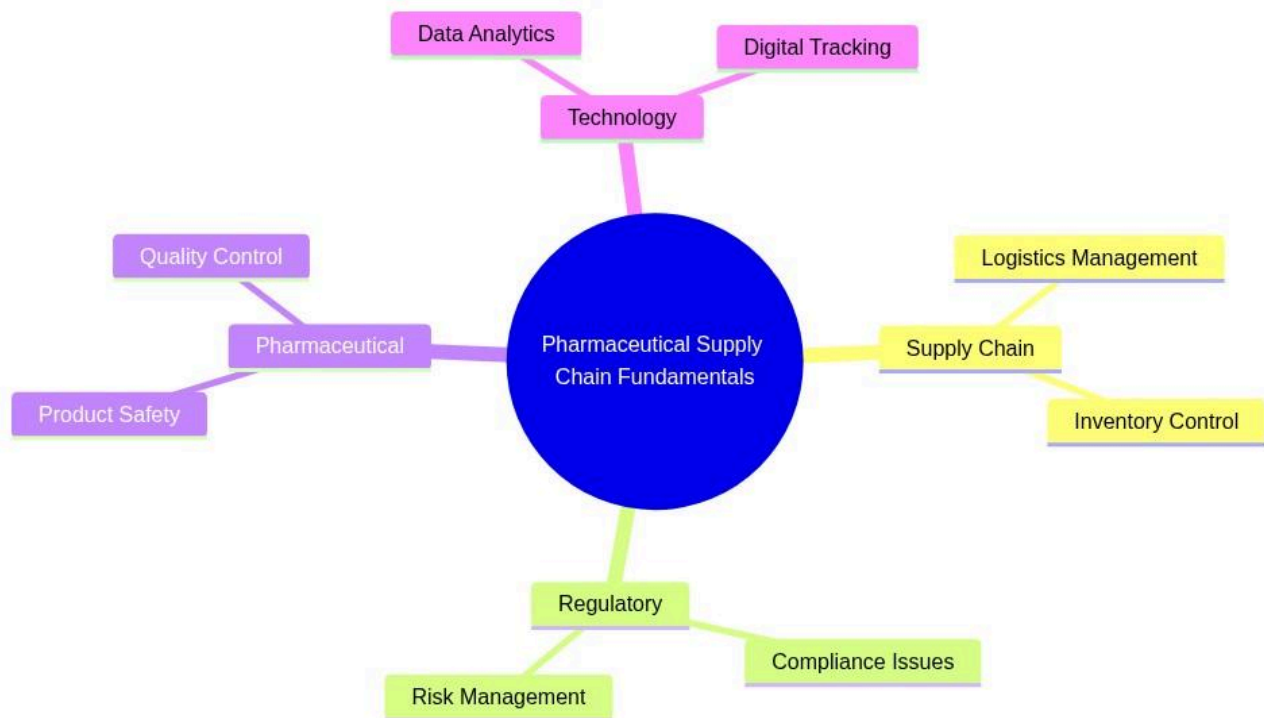 Data Analytics
Digital Tracking
Technology
Quality Control
Logistics Management
Pharmaceutical
Pharmaceutical Supply
Chain Fundamentals
Supply Chain
Product Safety
Inventory Control
Regulatory
Compliance Issues
Risk Management